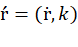 ŕ = (ṙ, k)